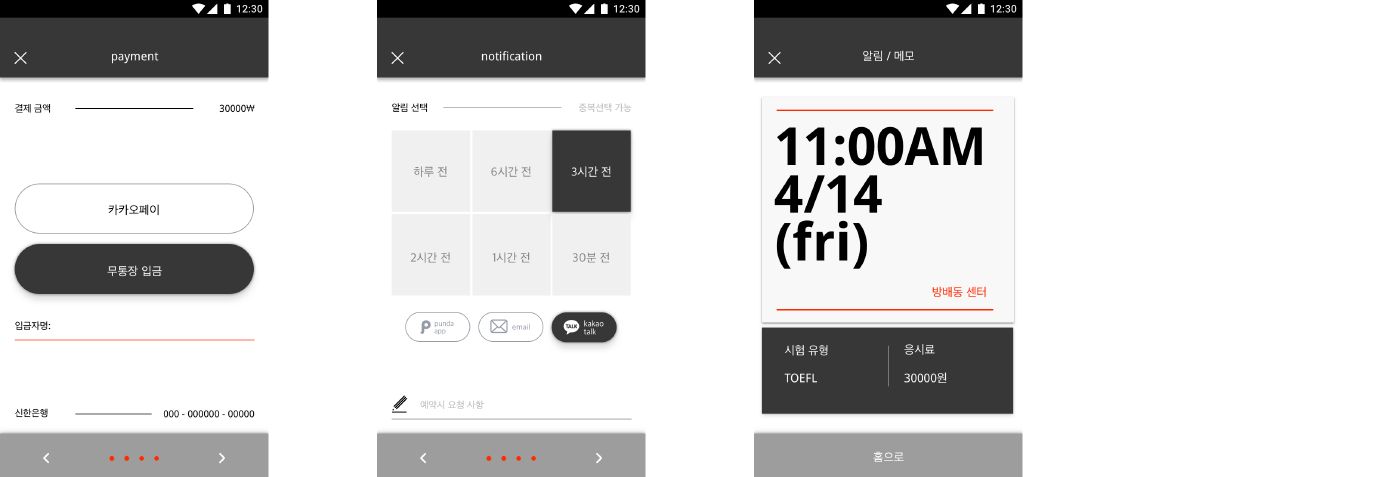 12:30
payment
결제 금액 30000₩
카카오페이
무통장 입금
입금자명:
신한은행 000 - 000000 - 00000
12:30
notification
알림 선택 중복선택 가능
하루 전 6시간 전 3시간 전
2시간 전 1시간 전 30분 전
punda
app
email
TALK
kakao
talk
예약시 요청 사항
12:30
알림 / 메모
11:00AM
4/14
(fri)
방배동 센터
시험 유형 응시료
TOEFL 30000원
홈으로